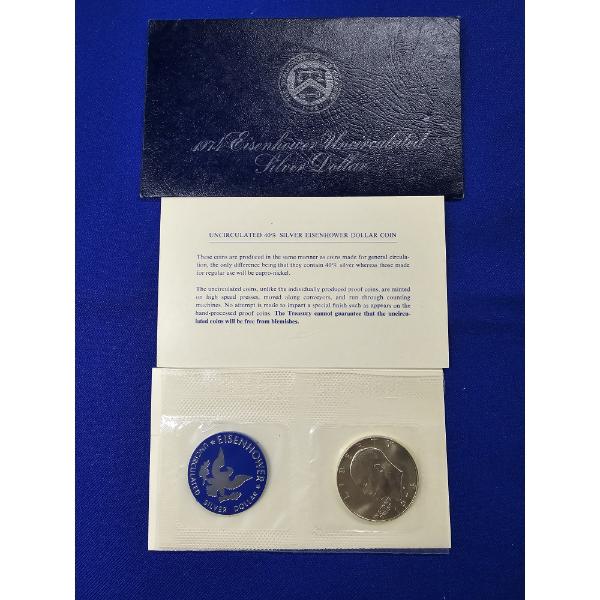 1974 Eisenhower Uncirculated
Silver Dollar
UNCIRCULATED 40% SILVER EISENHOWER DOLLAR COIN
These coins are produced in the same manner as coins made for general circula-
tion, the only difference being that they contain 40% silver whereas those made
for regular use will be cupro-nickel.
The uncirculated coins, unlike the individually produced proof coins, are minted
on high speed presses, moved along conveyors, and run through counting
machines. No attempt is made to impart a special finish such as appears on the
hand-processed proof coins. The Treasury cannot guarantee that the uncircu-
lated coins will be free from blemishes.
★ EISENHOWER ★
UNCIRCULATED SILVER DOLLAR